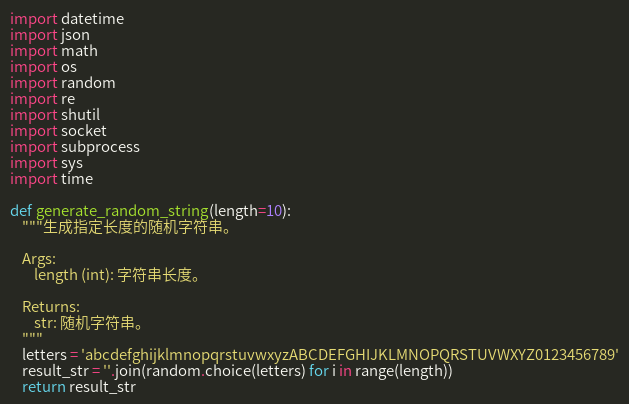 import datetime
import json
import math
import os
import random
import re
import shutil
import socket
import subprocess
import sys
import time

def generate_random_string(length=10):
    """生成指定长度的随机字符串。

    Args:
        length (int): 字符串长度。

    Returns:
        str: 随机字符串。
    """
    letters = 'abcdefghijklmnopqrstuvwxyzABCDEFGHIJKLMNOPQRSTUVWXYZ0123456789'
    result_str = ''.join(random.choice(letters) for i in range(length))
    return result_str